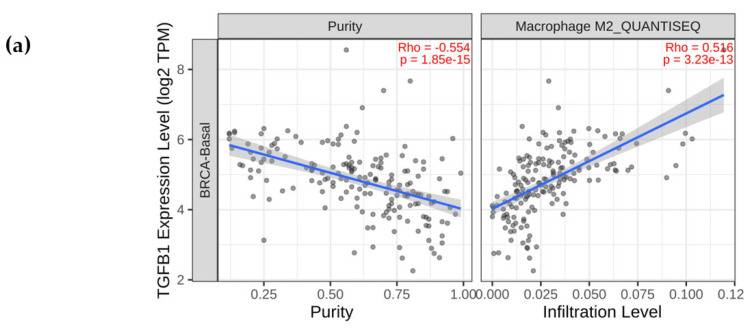 (a)
Purity
Macrophage M2_QUANTISEQ
TGFB1 Expression Level (log2 TPM)
BRCA-Basal
Rho = -0.554
p = 1.85e-15
Rho = 0.516
p = 3.23e-13
8
6
4
2
0.25
0.50
0.75
1.00
0.000
0.025
0.050
0.075
0.100
0.12
Purity
Infiltration Level